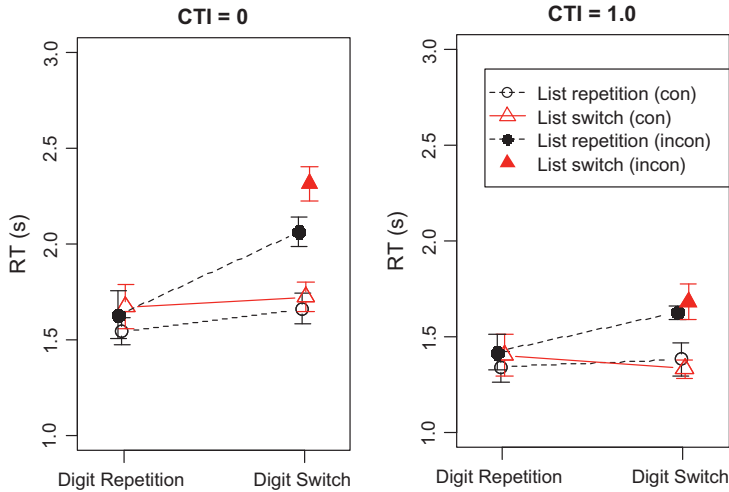 CTI = 0
3.0
2.5
2.0
1.5
1.0
RT (s)
Digit Repetition
Digit Switch
CTI = 1.0
3.0
2.5
2.0
1.5
1.0
RT (s)
List repetition (con)
List switch (con)
List repetition (incon)
List switch (incon)
Digit Repetition
Digit Switch